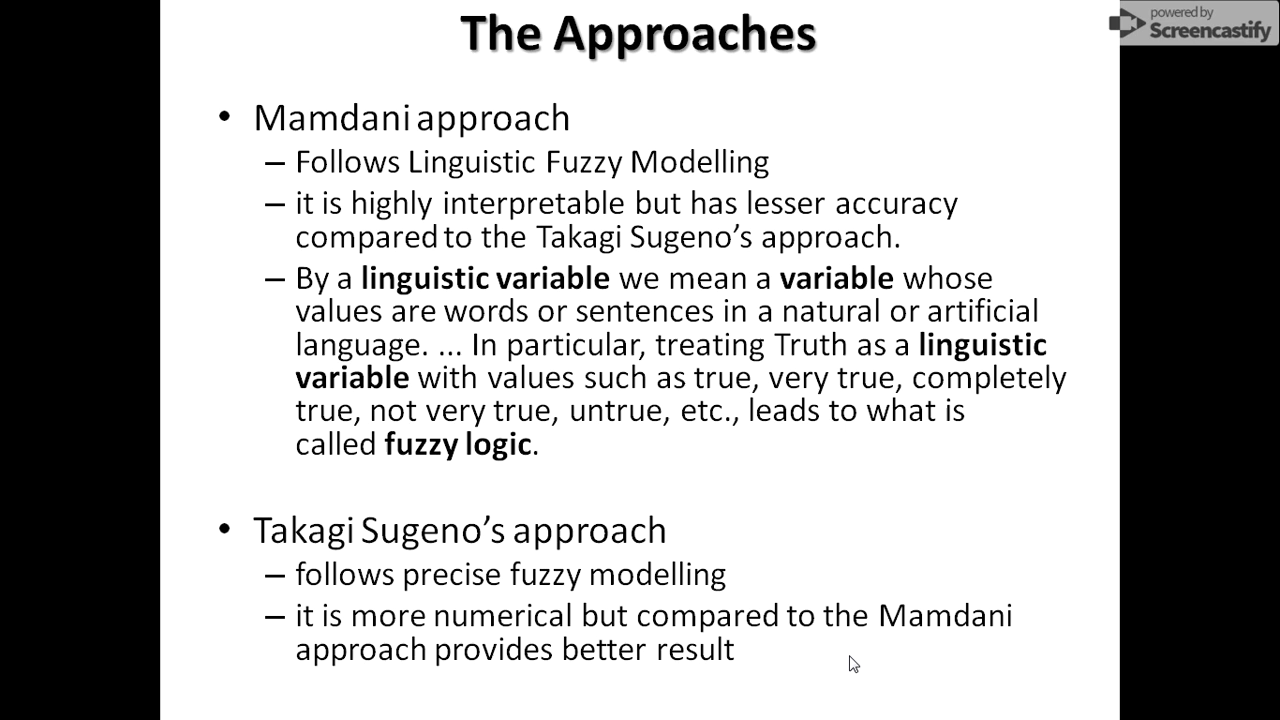 The Approaches
powered by
Screencastify
• Mamdani approach
– Follows Linguistic Fuzzy Modelling
– it is highly interpretable but has lesser accuracy
compared to the Takagi Sugeno’s approach.
– By a linguistic variable we mean a variable whose
values are words or sentences in a natural or artificial
language. ... In particular, treating Truth as a linguistic
variable with values such as true, very true, completely
true, not very true, untrue, etc., leads to what is
called fuzzy logic.
• Takagi Sugeno’s approach
– follows precise fuzzy modelling
– it is more numerical but compared to the Mamdani
approach provides better result